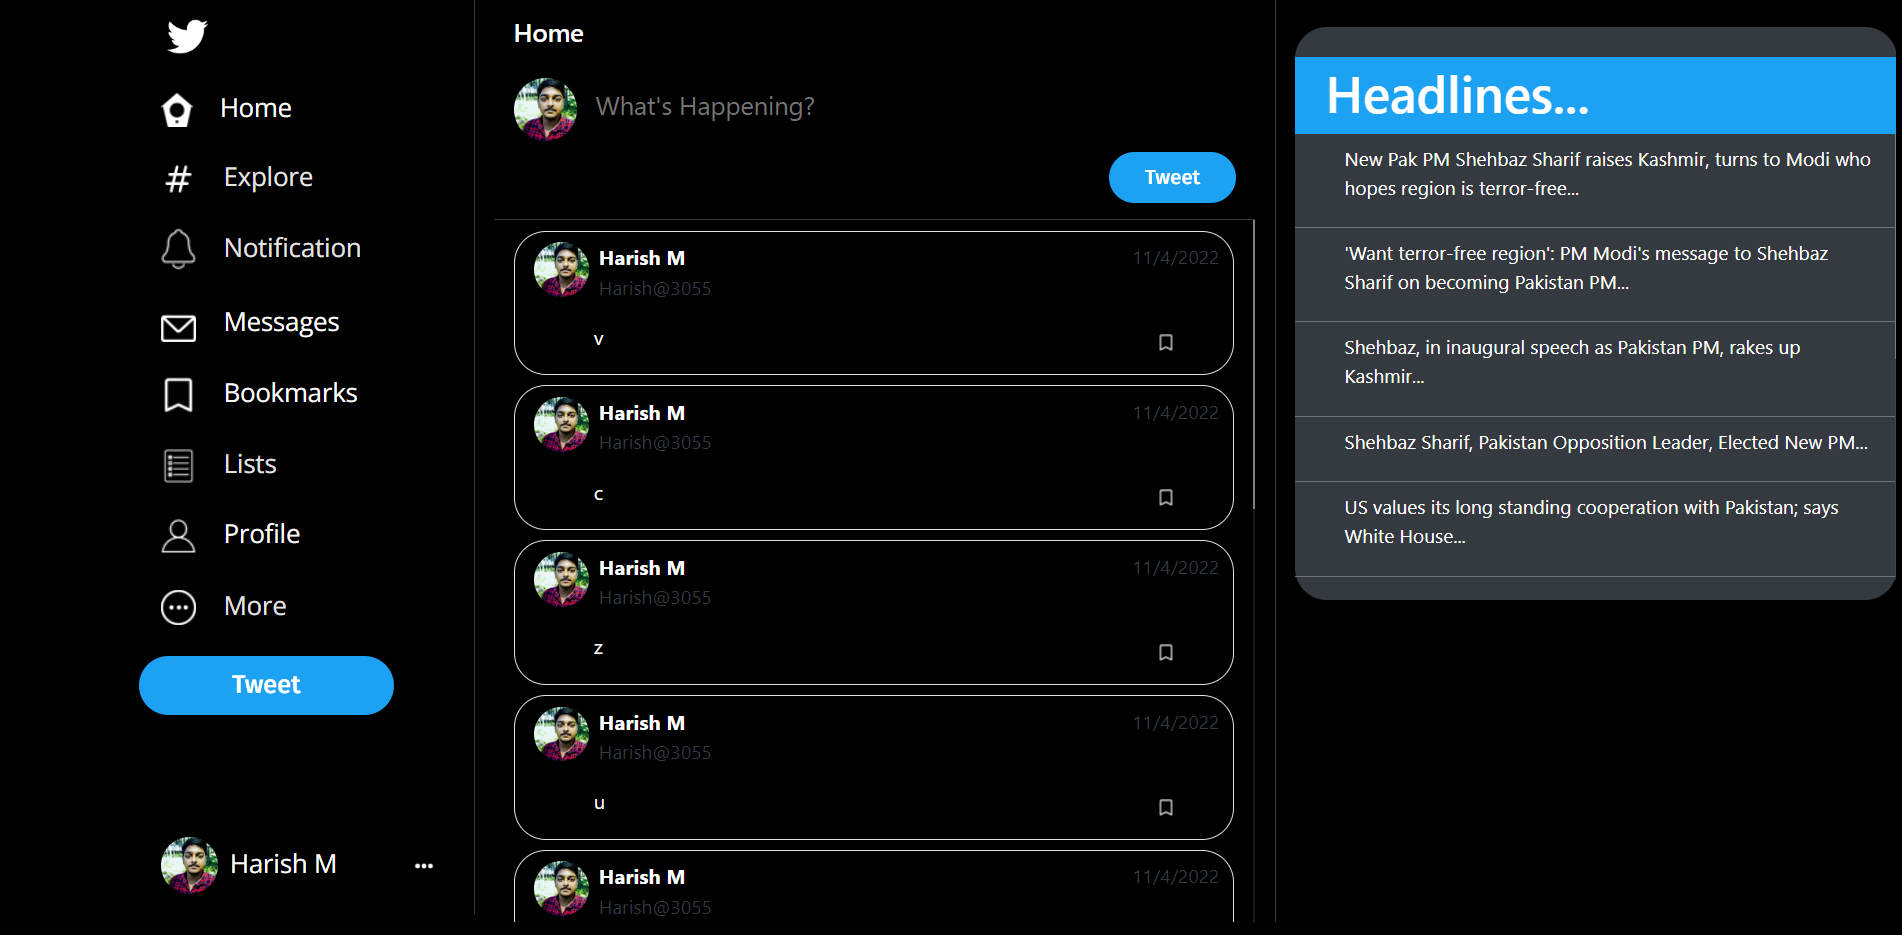 Home
Explore
Notification
Messages
Bookmarks
Lists
Profile
More
Tweet
Harish M
Home
What's Happening?
Tweet
Harish M
11/4/2022
Harish@3055
v
Harish M
11/4/2022
Harish@3055
c
Harish M
11/4/2022
Harish@3055
z
Harish M
11/4/2022
Harish@3055
u
Harish M
11/4/2022
Harish@3055
Headlines...
New Pak PM Shehbaz Sharif raises Kashmir, turns to Modi who
hopes region is terror-free...
'Want terror-free region': PM Modi's message to Shehbaz
Sharif on becoming Pakistan PM...
Shehbaz, in inaugural speech as Pakistan PM, rakes up
Kashmir...
Shehbaz Sharif, Pakistan Opposition Leader, Elected New PM...
US values its long standing cooperation with Pakistan; says
White House...